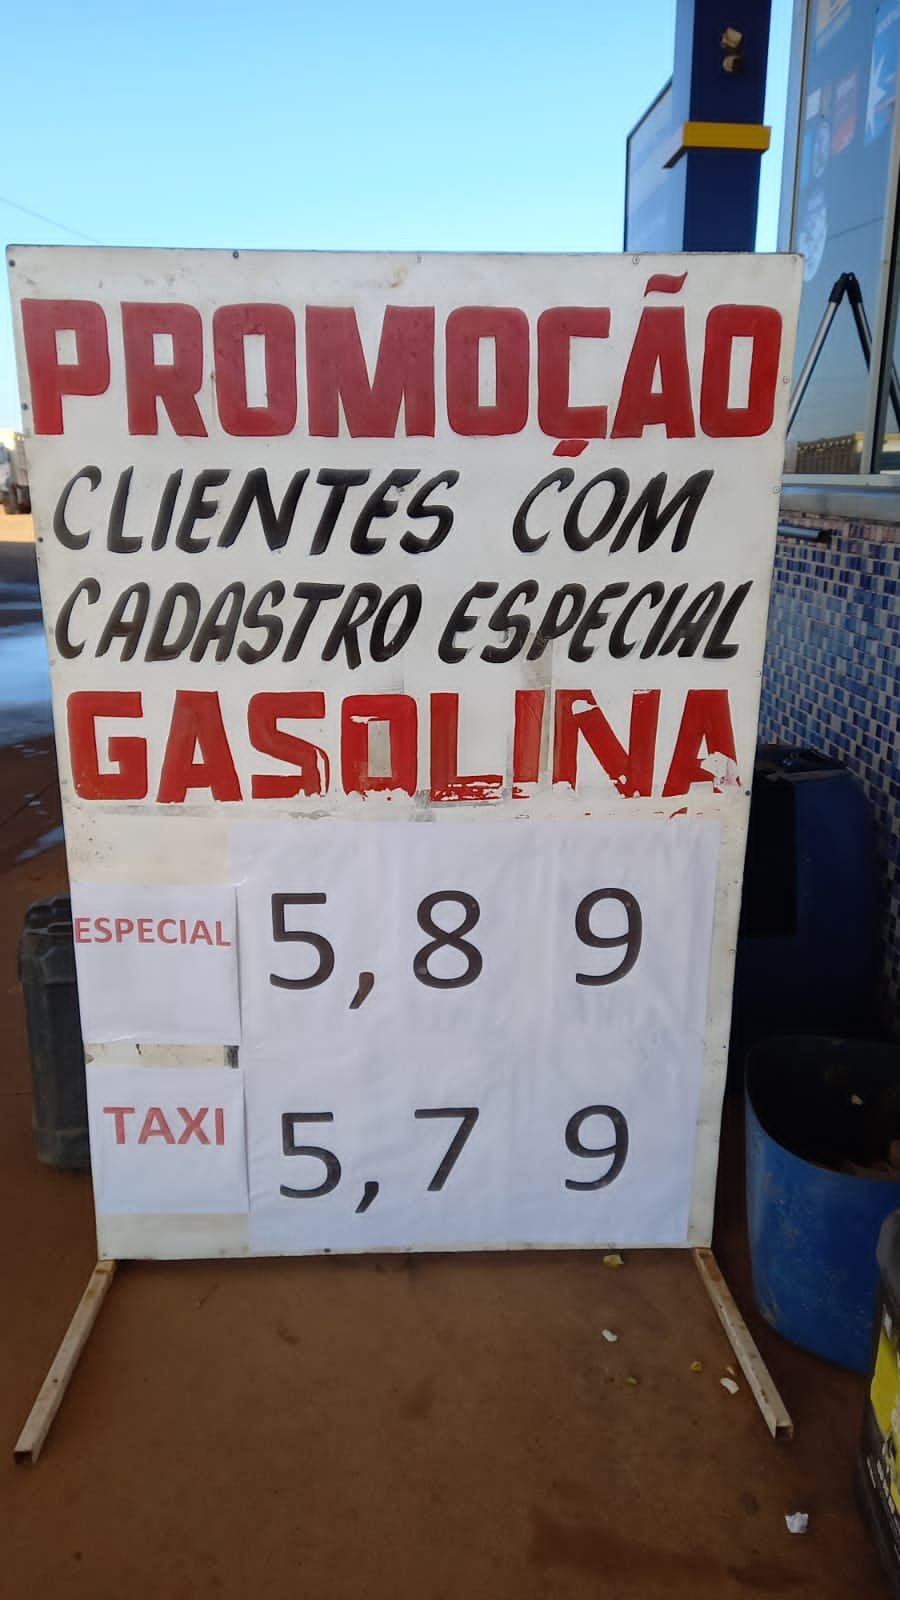 PROMOÇÃO
CLIENTES COM
CADASTRO ESPECIAL
GASOLINA
ESPECIAL 5,89
TAXI 5,79